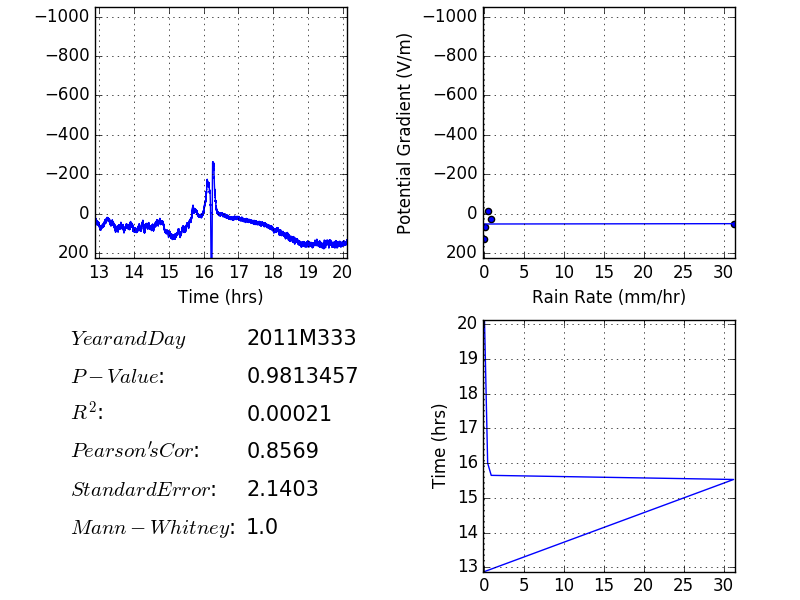 −1000
−800
−600
−400
−200
0
200
13 14 15 16 17 18 19 20
Time (hrs)
Potential Gradient (V/m)
−1000
−800
−600
−400
−200
0
200
0 5 10 15 20 25 30
Rain Rate (mm/hr)
YearandDay 2011M333
P−Value: 0.9813457
R²: 0.00021
Pearson'sCor: 0.8569
StandardError: 2.1403
Mann−Whitney: 1.0
Time (hrs)
20
19
18
17
16
15
14
13
0 5 10 15 20 25 30